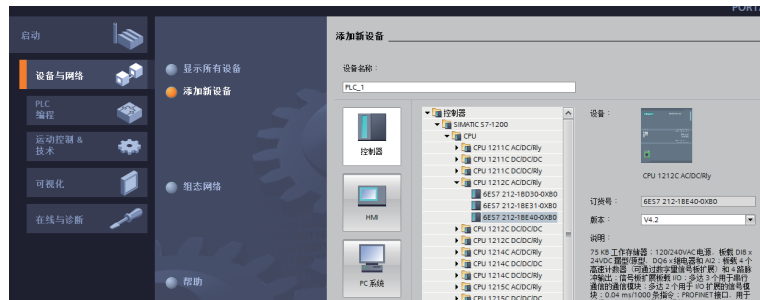 PORTA
启动
设备与网络
PLC
编程
运动控制 &
技术
可视化
在线与诊断
显示所有设备
添加新设备
组态网络
帮助
添加新设备
设备名称：
PLC_1
控制器
HMI
PC 系统
控制器
SIMATIC S7-1200
CPU
CPU 1211C AC/DC/Rly
CPU 1211C DC/DC/DC
CPU 1211C DC/DC/Rly
CPU 1212C AC/DC/Rly
6ES7 212-1BD30-0XB0
6ES7 212-1BE31-0XB0
6ES7 212-1BE40-0XB0
CPU 1212C DC/DC/DC
CPU 1212C DC/DC/Rly
CPU 1214C AC/DC/Rly
CPU 1214C DC/DC/DC
CPU 1214C DC/DC/Rly
CPU 1215C AC/DC/Rly
CPU 1215C DC/DC/DC
设备：
CPU 1212C AC/DC/Rly
订货号：
6ES7 212-1BE40-0XB0
版本：
V4.2
说明：
75 KB 工作存储器；120/240VAC 电源，板载 DI8 x
24VDC 漏型/源型，DQ6 x 继电器和 AI2；板载 4 个
高速计数器（可通过数字量信号板扩展）和 4 路脉
冲输出；信号板扩展板载 I/O；多达 3 个用于串行
通信的通信模块；多达 2 个用于 I/O 扩展的信号模
块；0.04 ms/1000 条指令；PROFINET 接口，用于